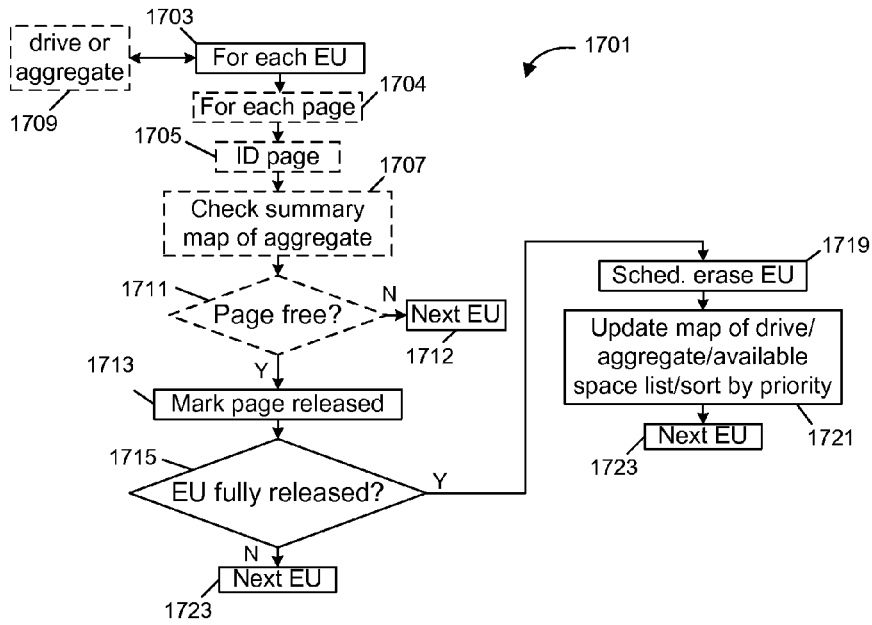 1703
drive or
aggregate
1709
For each EU
1701
For each page
1704
1705
ID page
1707
Check summary
map of aggregate
1711
Page free?
N
Next EU
1712
Y
1713
Mark page released
1715
EU fully released?
Y
N
Next EU
1723
1719
Sched. erase EU
Update map of drive/
aggregate/available
space list/sort by priority
1721
Next EU
1723